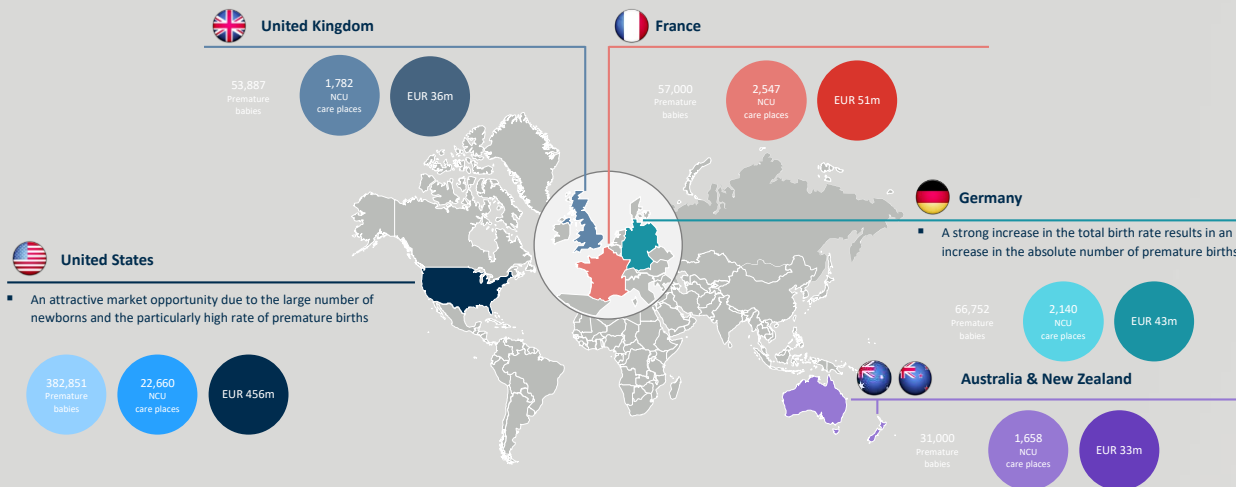 United Kingdom
53,887
Premature
babies
1,782
NCU
care places
EUR 36m
France
57,000
Premature
babies
2,547
NCU
care places
EUR 51m
Germany
▪ A strong increase in the total birth rate results in an
increase in the absolute number of premature births
66,752
Premature
babies
2,140
NCU
care places
EUR 43m
United States
▪ An attractive market opportunity due to the large number of
newborns and the particularly high rate of premature births
382,851
Premature
babies
22,660
NCU
care places
EUR 456m
Australia & New Zealand
31,000
Premature
babies
1,658
NCU
care places
EUR 33m